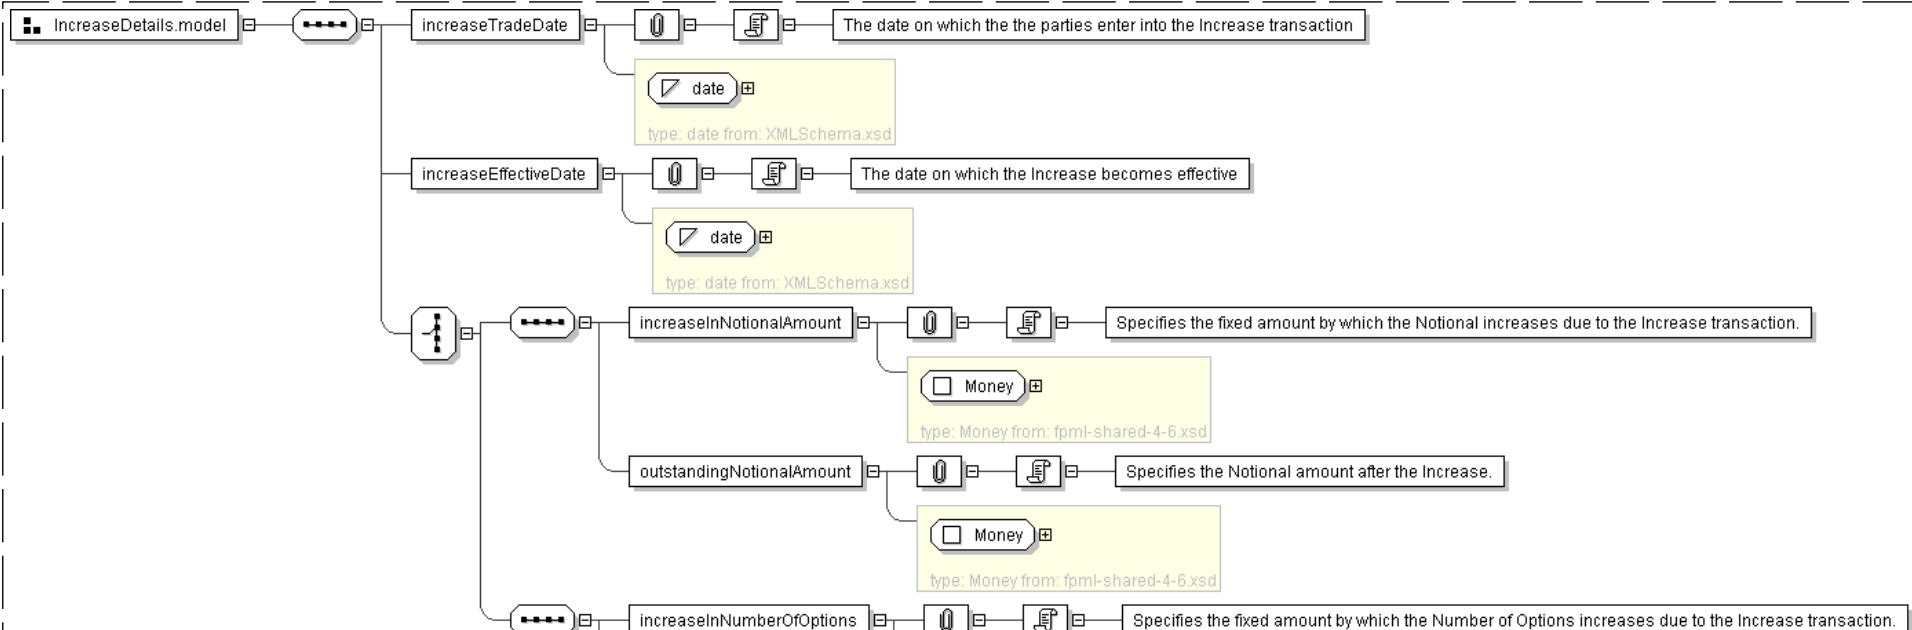 IncreaseDetails.model
increaseTradeDate
The date on which the the parties enter into the Increase transaction
date
type: date from: XMLSchema.xsd
increaseEffectiveDate
The date on which the Increase becomes effective
date
type: date from: XMLSchema.xsd
increaseInNotionalAmount
Specifies the fixed amount by which the Notional increases due to the Increase transaction.
Money
type: Money from: fpml-shared-4-6.xsd
outstandingNotionalAmount
Specifies the Notional amount after the Increase.
Money
type: Money from: fpml-shared-4-6.xsd
increaseInNumberOfOptions
Specifies the fixed amount by which the Number of Options increases due to the Increase transaction.